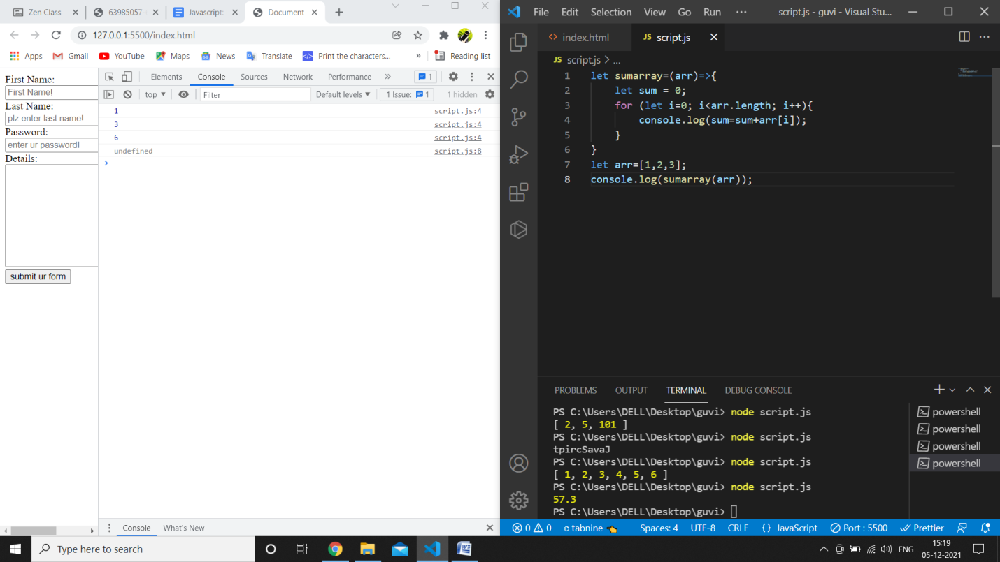 Zen Class
63985057-
Javascript:
Document
127.0.0.1:5500/index.html
Apps
Gmail
YouTube
Maps
News
Translate
Print the characters...
»
Reading list
First Name:
First Name!
Last Name:
plz enter last name!
Password:
enter ur password!
Details:
submit ur form
Elements Console Sources Network Performance » 1
top Filter Default levels 1 Issue: 1 1 hidden
1 script.js:4
3 script.js:4
6 script.js:4
undefined script.js:8
>
Console What's New
File Edit Selection View Go Run ··· script.js - guvi - Visual Stu...
<> index.html JS script.js
JS script.js > ...
1 let sumarray=(arr)=>{
2 let sum = 0;
3 for (let i=0; i<arr.length; i++){
4 console.log(sum=sum+arr[i]);
5 }
6 }
7 let arr=[1,2,3];
8 console.log(sumarray(arr));
PROBLEMS OUTPUT TERMINAL DEBUG CONSOLE
PS C:\Users\DELL\Desktop\guvi> node script.js
[ 2, 5, 101 ]
PS C:\Users\DELL\Desktop\guvi> node script.js
tpircSavaJ
PS C:\Users\DELL\Desktop\guvi> node script.js
[ 1, 2, 3, 4, 5, 6 ]
PS C:\Users\DELL\Desktop\guvi> node script.js
57.3
PS C:\Users\DELL\Desktop\guvi>
powershell
powershell
powershell
powershell
0 0 tabnine Spaces: 4 UTF-8 CRLF {} JavaScript Port : 5500 Prettier
Type here to search
ENG
15:19
05-12-2021